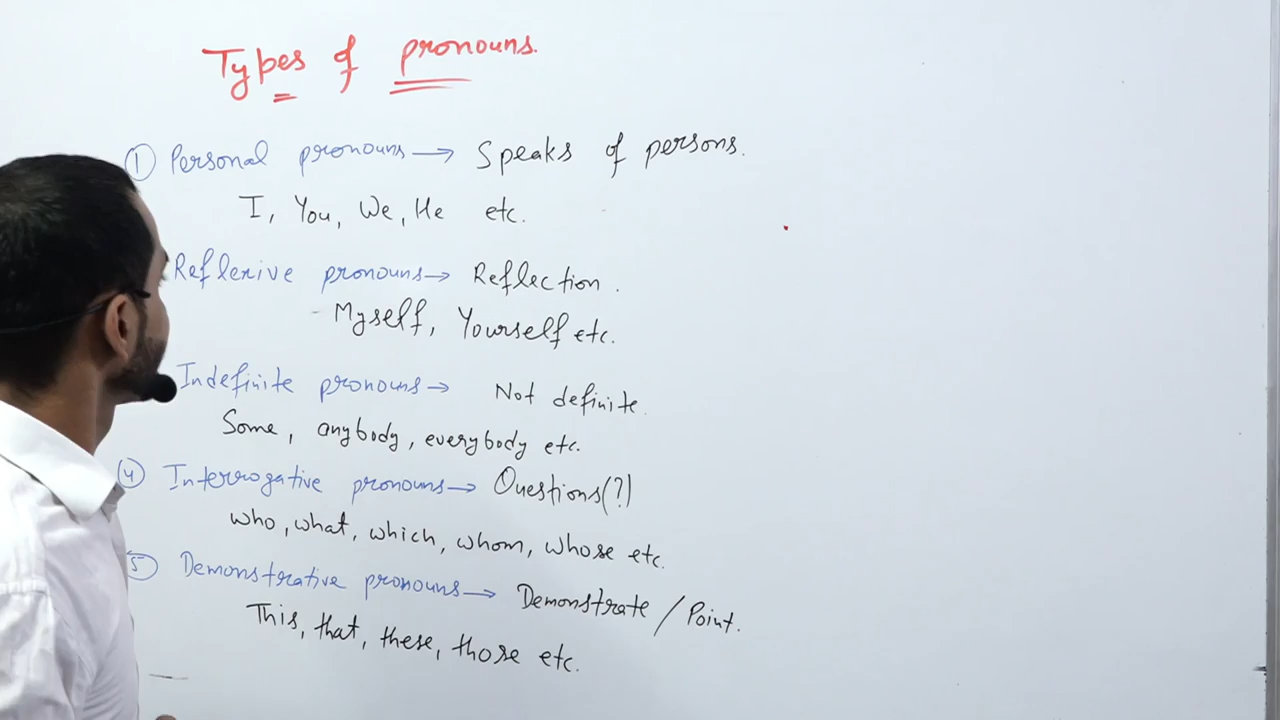 Types of pronouns.
① Personal pronouns → Speaks of persons.
I, You, We, He etc.
Reflexive pronouns → Reflection.
Myself, Yourself etc.
Indefinite pronouns → Not definite.
Some, anybody, everybody etc.
④ Interrogative pronouns → Questions(?)
who, what, which, whom, whose etc.
⑤ Demonstrative pronouns → Demonstrate / Point.
This, that, these, those etc.